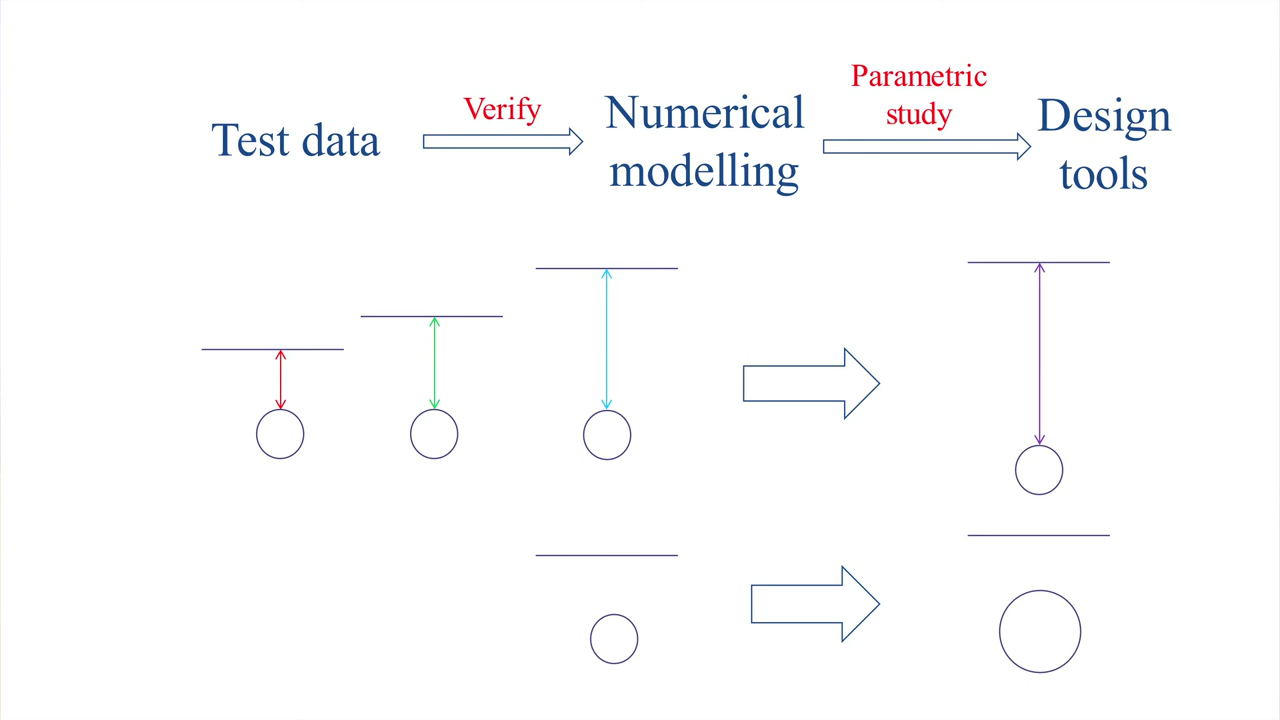 Test data
Verify
Numerical
modelling
Parametric
study
Design
tools